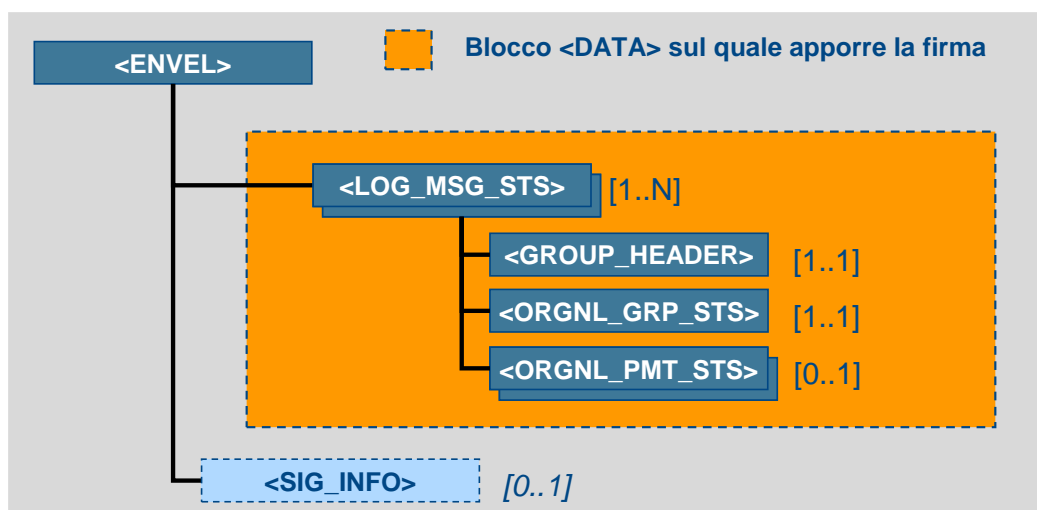 <ENVEL>
Blocco <DATA> sul quale apporre la firma
<LOG_MSG_STS> [1..N]
<GROUP_HEADER> [1..1]
<ORGNL_GRP_STS> [1..1]
<ORGNL_PMT_STS> [0..1]
<SIG_INFO> [0..1]